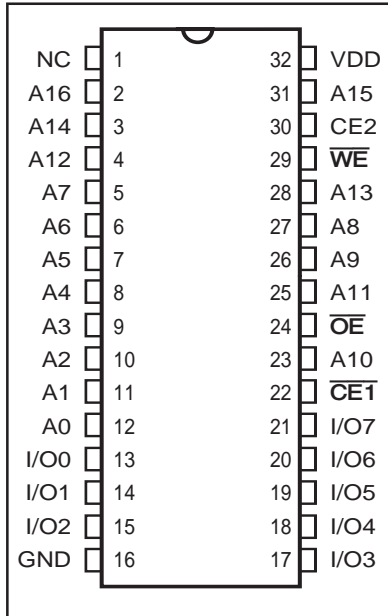 NC 1 32 VDD
A16 2 31 A15
A14 3 30 CE2
A12 4 29 W̅E̅
A7 5 28 A13
A6 6 27 A8
A5 7 26 A9
A4 8 25 A11
A3 9 24 O̅E̅
A2 10 23 A10
A1 11 22 C̅E̅1̅
A0 12 21 I/O7
I/O0 13 20 I/O6
I/O1 14 19 I/O5
I/O2 15 18 I/O4
GND 16 17 I/O3